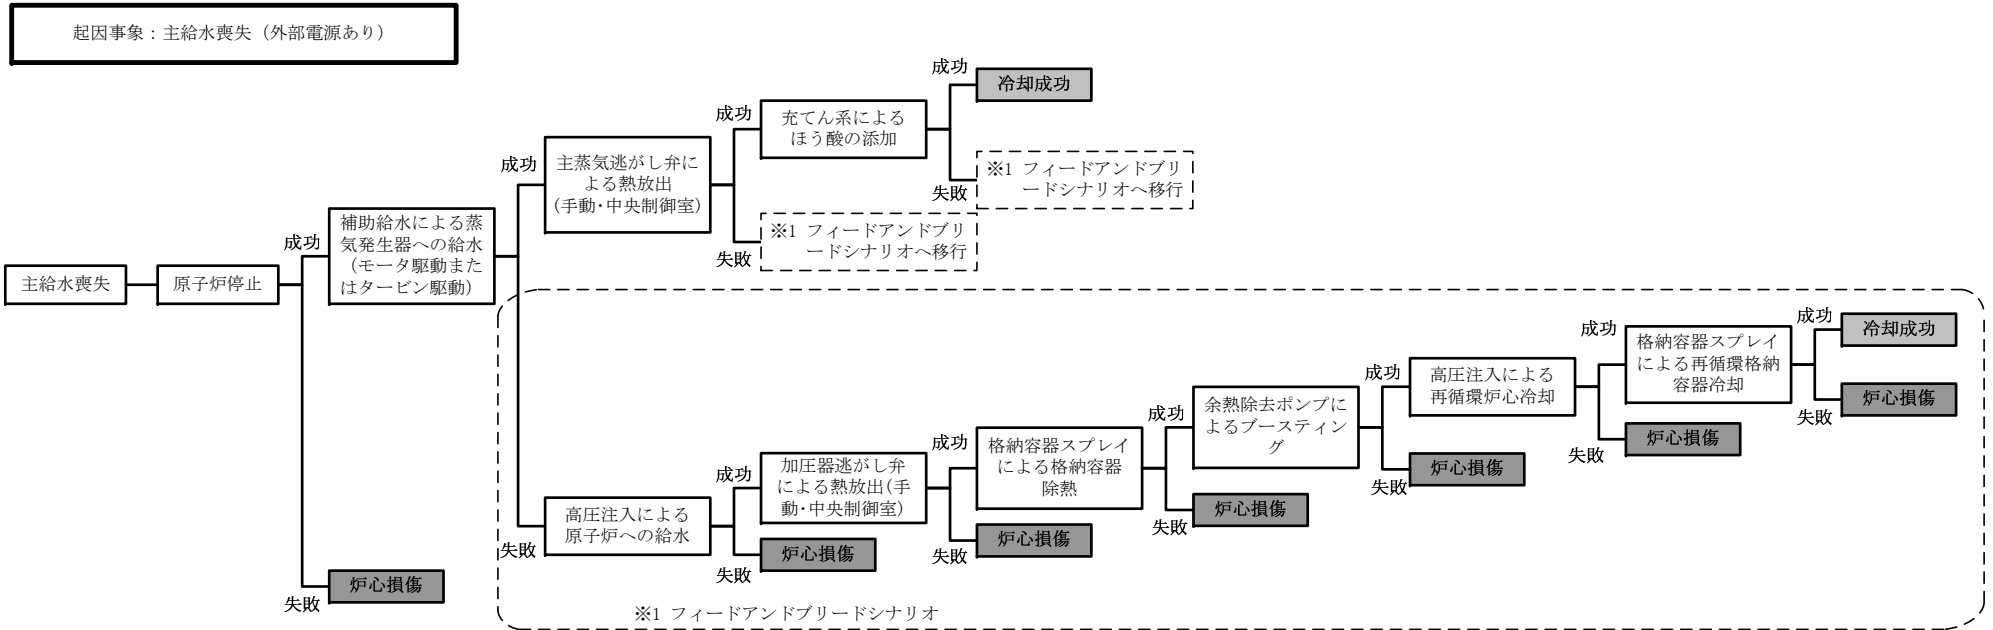 起因事象：主給水喪失（外部電源あり）
主給水喪失
原子炉停止
成功
失敗
補助給水による蒸
気発生器への給水
（モータ駆動また
はタービン駆動）
炉心損傷
成功
失敗
主蒸気逃がし弁に
よる熱放出
(手動･中央制御室)
成功
失敗
充てん系による
ほう酸の添加
※1 フィードアンドブリ
ードシナリオへ移行
成功
失敗
冷却成功
※1 フィードアンドブリ
ードシナリオへ移行
高圧注入による
原子炉への給水
成功
失敗
加圧器逃がし弁
による熱放出(手
動･中央制御室)
炉心損傷
成功
失敗
格納容器スプレイ
による格納容器
除熱
炉心損傷
成功
失敗
余熱除去ポンプに
よるブースティン
グ
炉心損傷
成功
失敗
高圧注入による
再循環炉心冷却
炉心損傷
成功
失敗
格納容器スプレイ
による再循環格納
容器冷却
炉心損傷
成功
失敗
冷却成功
炉心損傷
※1 フィードアンドブリードシナリオ